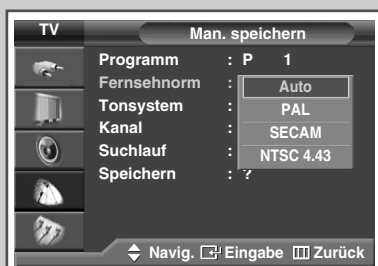 TV
Man. speichern
Programm : P 1
Fernsehnorm :
Auto
Tonsystem :
PAL
Kanal :
SECAM
Suchlauf :
NTSC 4.43
Speichern : ?
Navig. Eingabe Zurück